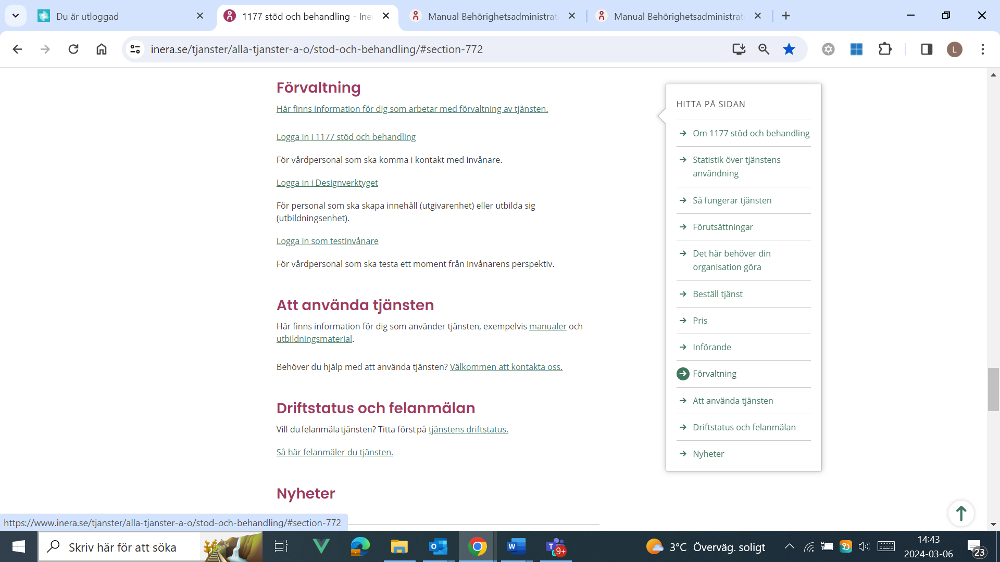 Du är utloggad
1177 stöd och behandling - Ine
Manual Behörighetsadministrat
Manual Behörighetsadministrat
inera.se/tjanster/alla-tjanster-a-o/stod-och-behandling/#section-772
L
Förvaltning
Här finns information för dig som arbetar med förvaltning av tjänsten.
Logga in i 1177 stöd och behandling
För vårdpersonal som ska komma i kontakt med invånare.
Logga in i Designverktyget
För personal som ska skapa innehåll (utgivarenhet) eller utbilda sig
(utbildningsenhet).
Logga in som testinvånare
För vårdpersonal som ska testa ett moment från invånarens perspektiv.
Att använda tjänsten
Här finns information för dig som använder tjänsten, exempelvis manualer och
utbildningsmaterial.
Behöver du hjälp med att använda tjänsten? Välkommen att kontakta oss.
Driftstatus och felanmälan
Vill du felanmäla tjänsten? Titta först på tjänstens driftstatus.
Så här felanmäler du tjänsten.
Nyheter
HITTA PÅ SIDAN
Om 1177 stöd och behandling
Statistik över tjänstens
användning
Så fungerar tjänsten
Förutsättningar
Det här behöver din
organisation göra
Beställ tjänst
Pris
Införande
Förvaltning
Att använda tjänsten
Driftstatus och felanmälan
Nyheter
https://www.inera.se/tjanster/alla-tjanster-a-o/stod-och-behandling/#section-772
Skriv här för att söka
9+
3°C Överväg. soligt
14:43
2024-03-06
23